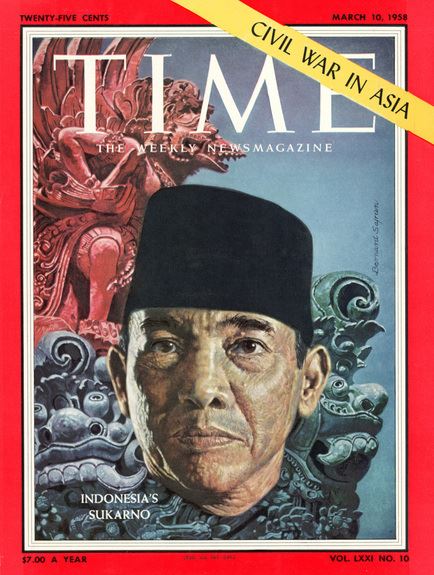 TWENTY-FIVE CENTS
MARCH 10, 1958
CIVIL WAR IN ASIA
TIME
THE WEEKLY NEWSMAGAZINE
Bernard Safran
INDONESIA'S
SUKARNO
$7.00 A YEAR
VOL. LXXI NO. 10